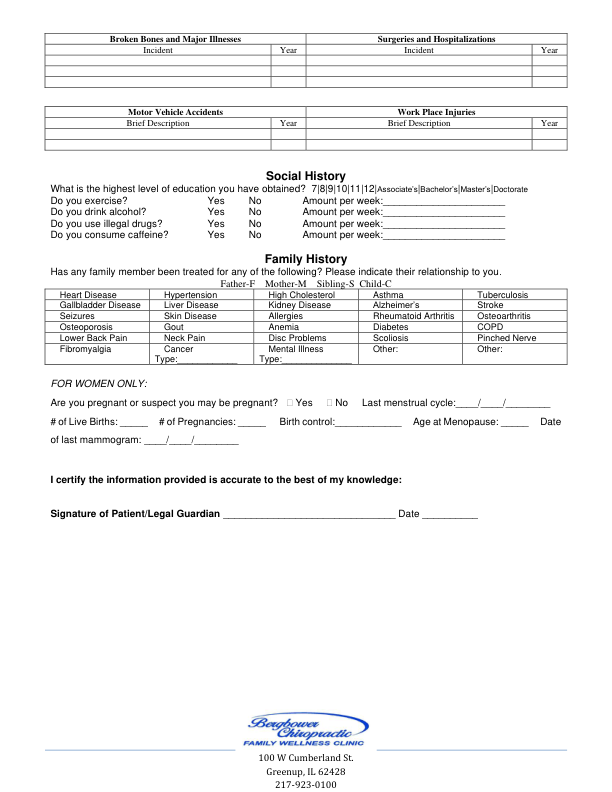 Broken Bones and Major Illnesses Surgeries and Hospitalizations
Incident Year Incident Year
Motor Vehicle Accidents Work Place Injuries
Brief Description Year Brief Description Year
Social History
What is the highest level of education you have obtained? 7|8|9|10|11|12|Associate's|Bachelor's|Master's|Doctorate
Do you exercise? Yes No Amount per week:_______________________
Do you drink alcohol? Yes No Amount per week:_______________________
Do you use illegal drugs? Yes No Amount per week:_______________________
Do you consume caffeine? Yes No Amount per week:_______________________
Family History
Has any family member been treated for any of the following? Please indicate their relationship to you.
Father-F Mother-M Sibling-S Child-C
Heart Disease Hypertension High Cholesterol Asthma Tuberculosis
Gallbladder Disease Liver Disease Kidney Disease Alzheimer's Stroke
Seizures Skin Disease Allergies Rheumatoid Arthritis Osteoarthritis
Osteoporosis Gout Anemia Diabetes COPD
Lower Back Pain Neck Pain Disc Problems Scoliosis Pinched Nerve
Fibromyalgia Cancer Mental Illness Other: Other:
Type:____________ Type:______________
FOR WOMEN ONLY:
Are you pregnant or suspect you may be pregnant? □ Yes □ No Last menstrual cycle:____/____/________
# of Live Births: _____ # of Pregnancies: _____ Birth control:____________ Age at Menopause: _____ Date
of last mammogram: ____/____/________
I certify the information provided is accurate to the best of my knowledge:
Signature of Patient/Legal Guardian _______________________________ Date __________
Bergbower
Chiropractic
FAMILY WELLNESS CLINIC
100 W Cumberland St.
Greenup, IL 62428
217-923-0100